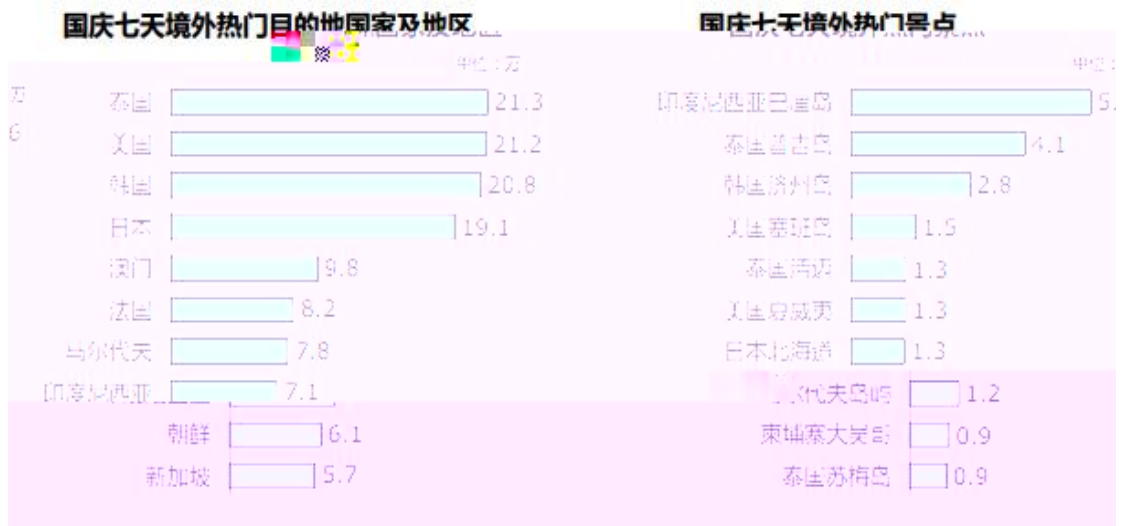 国庆七天境外热门目的地国家及地区
单位：万
泰国 21.3
美国 21.2
韩国 20.8
日本 19.1
澳门 9.8
法国 8.2
马尔代夫 7.8
印度尼西亚 7.1
朝鲜 6.1
新加坡 5.7
万
国庆七天境外热门景点
单位：
印度尼西亚巴厘岛 5.
泰国普吉岛 4.1
韩国济州岛 2.8
美国塞班岛 1.5
泰国清迈 1.3
美国夏威夷 1.3
日本北海道 1.3
尔代夫岛屿 1.2
柬埔寨大吴哥 0.9
泰国苏梅岛 0.9